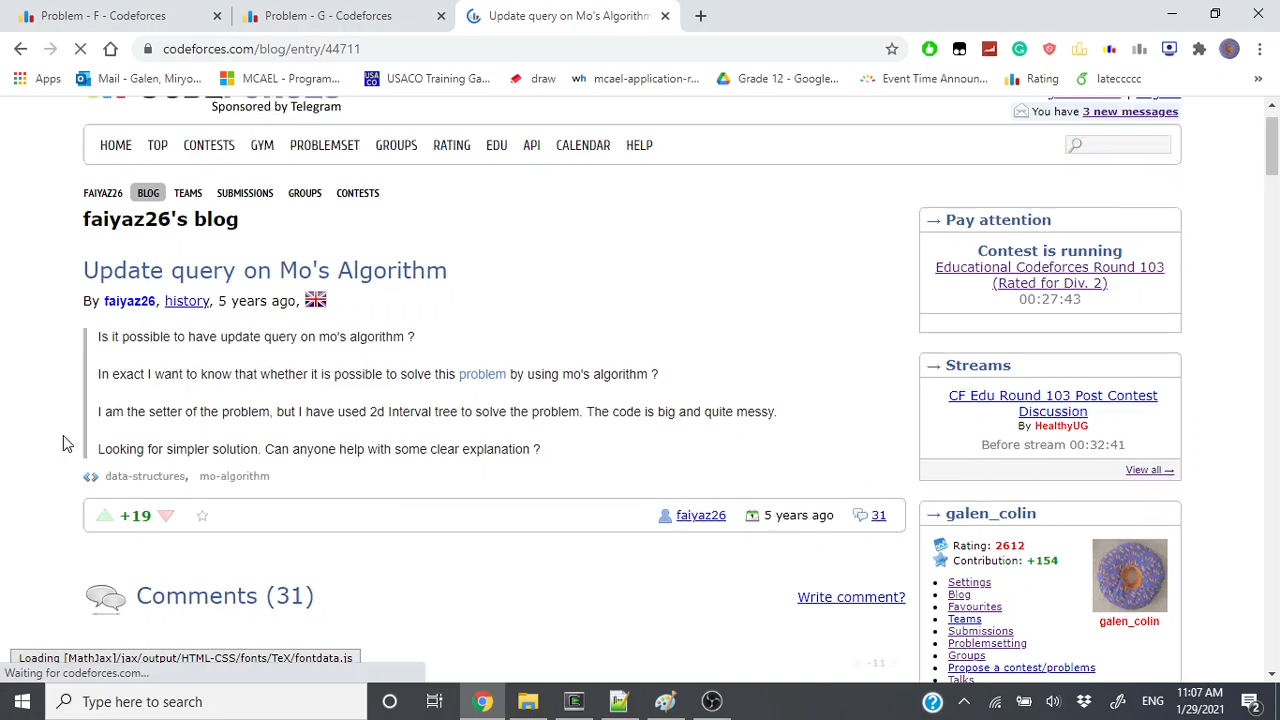 Problem - F - Codeforces
Problem - G - Codeforces
Update query on Mo's Algorithm
codeforces.com/blog/entry/44711
Apps
Mail - Galen, Miryo...
MCAEL - Program...
USACO Training Ga...
draw
mcael-application-r...
Grade 12 - Google...
Event Time Announ...
Rating
lateccccc
Sponsored by Telegram
You have 3 new messages
HOME TOP CONTESTS GYM PROBLEMSET GROUPS RATING EDU API CALENDAR HELP
FAIYAZ26 BLOG TEAMS SUBMISSIONS GROUPS CONTESTS
faiyaz26's blog
Update query on Mo's Algorithm
By faiyaz26, history, 5 years ago,
Is it possible to have update query on mo's algorithm ?
In exact I want to know that whether it is possible to solve this problem by using mo's algorithm ?
I am the setter of the problem, but I have used 2d Interval tree to solve the problem. The code is big and quite messy.
Looking for simpler solution. Can anyone help with some clear explanation ?
data-structures, mo-algorithm
+19
faiyaz26
5 years ago
31
Comments (31)
Write comment?
-11
→ Pay attention
Contest is running
Educational Codeforces Round 103
(Rated for Div. 2)
00:27:43
→ Streams
CF Edu Round 103 Post Contest
Discussion
By HealthyUG
Before stream 00:32:41
View all →
→ galen_colin
Rating: 2612
Contribution: +154
Settings
Blog
Favourites
Teams
Submissions
Problemsetting
Groups
Propose a contest/problems
Talks
galen_colin
Loading [MathJax]/jax/output/HTML-CSS/fonts/TeX/fontdata.js
Waiting for codeforces.com...
Type here to search
ENG
11:07 AM
1/29/2021
2